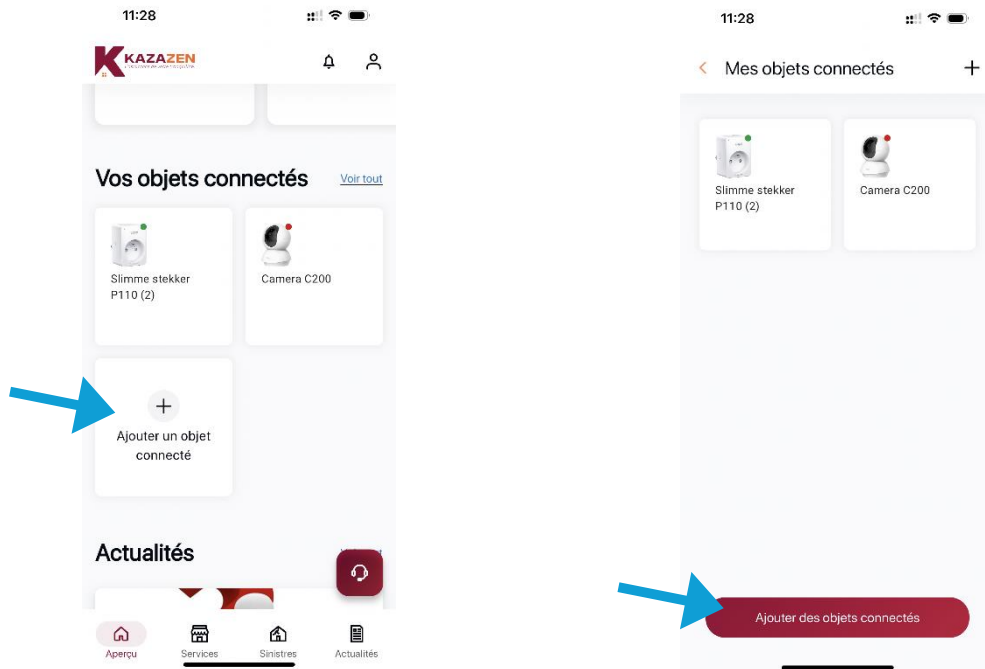 11:28
KAZAZEN
Vos objets connectés
Voir tout
Slimme stekker
P110 (2)
Camera C200
Ajouter un objet
connecté
Actualités
Aperçu
Services
Sinistres
Actualités
11:28
Mes objets connectés
Slimme stekker
P110 (2)
Camera C200
Ajouter des objets connectés